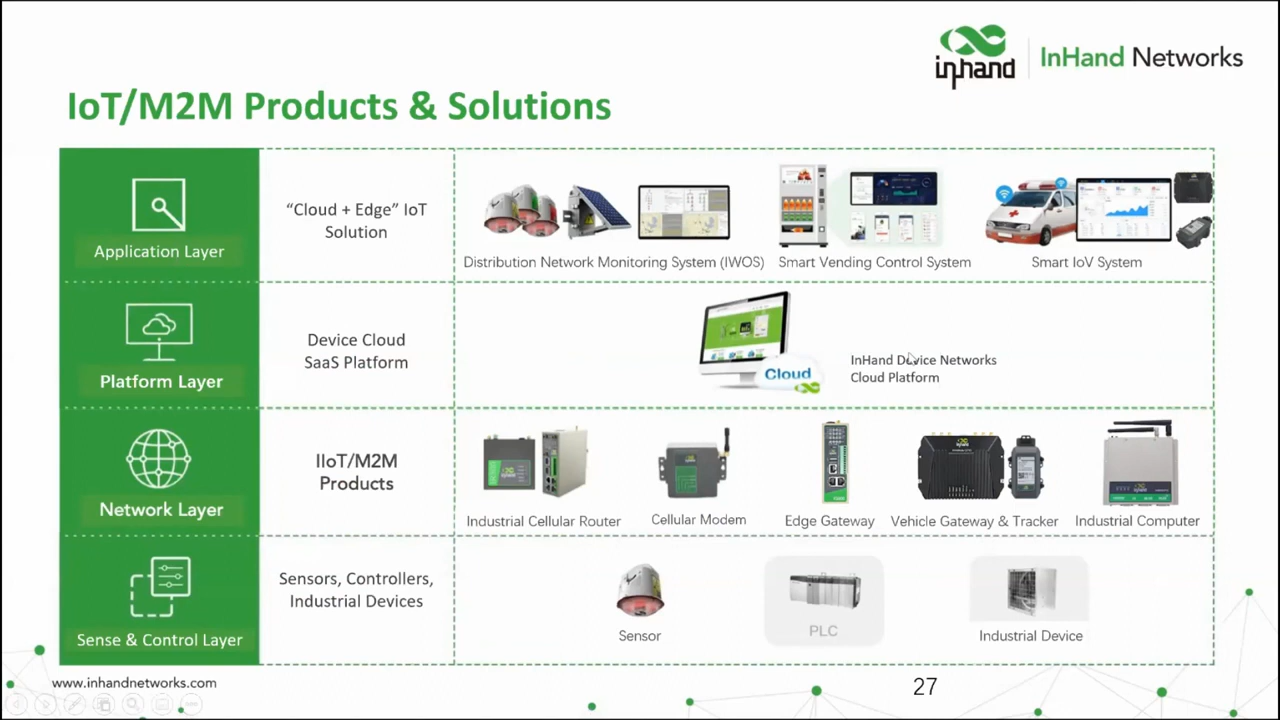 inhand
InHand Networks
IoT/M2M Products & Solutions
Application Layer
“Cloud + Edge” IoT
Solution
Distribution Network Monitoring System (IWOS)
Smart Vending Control System
Smart IoV System
Platform Layer
Device Cloud
SaaS Platform
Cloud
InHand Device Networks
Cloud Platform
Network Layer
IIoT/M2M
Products
Industrial Cellular Router
Cellular Modem
Edge Gateway
Vehicle Gateway & Tracker
Industrial Computer
Sense & Control Layer
Sensors, Controllers,
Industrial Devices
Sensor
PLC
Industrial Device
www.inhandnetworks.com
27